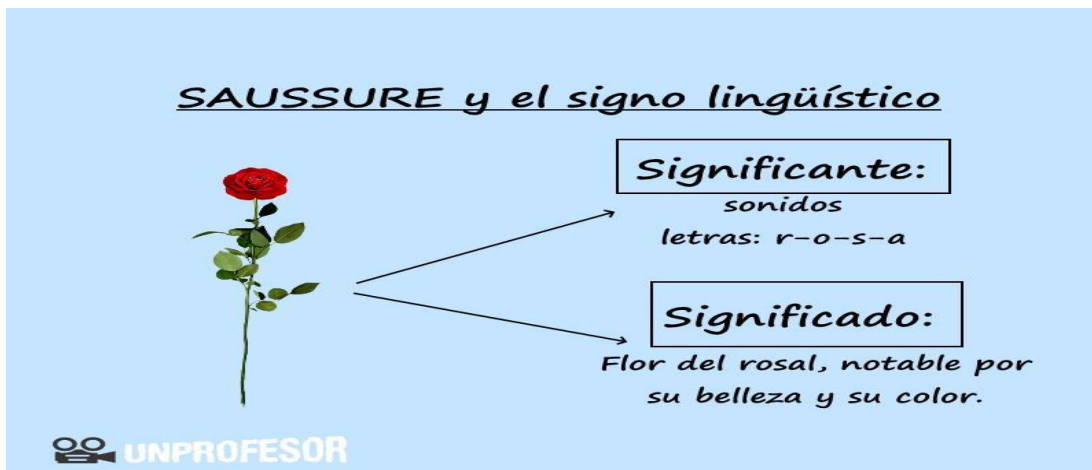 SAUSSURE y el signo lingüístico
Significante:
sonidos
letras: r-o-s-a
Significado:
Flor del rosal, notable por
su belleza y su color.
UNPROFESOR